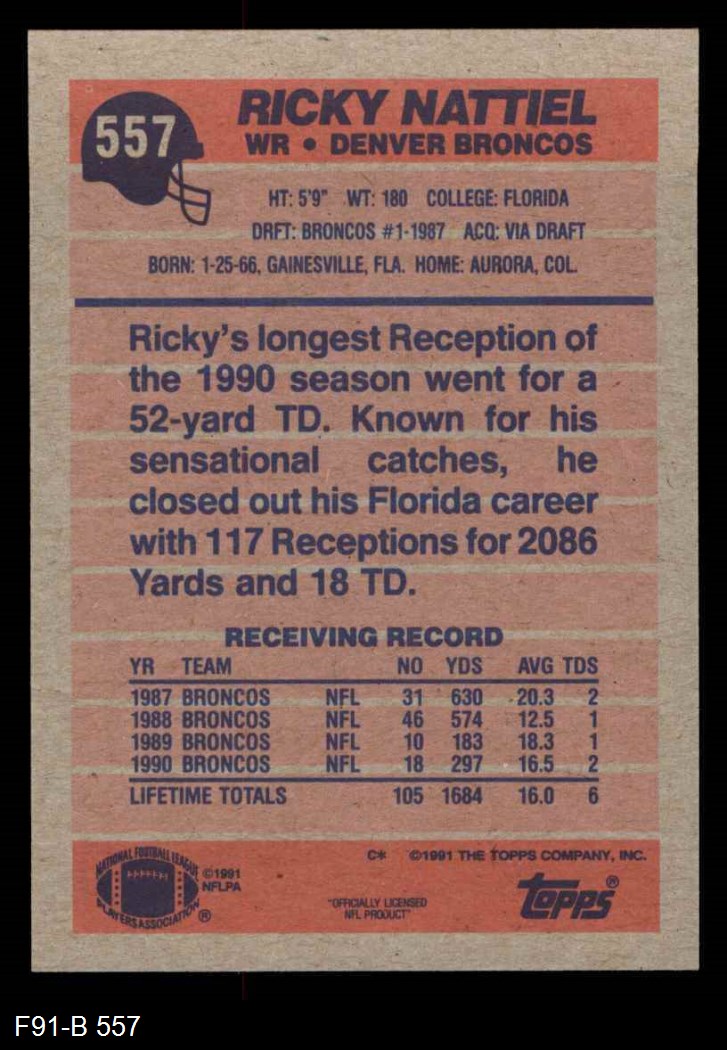 557
RICKY NATTIEL
WR • DENVER BRONCOS
HT: 5'9" WT: 180 COLLEGE: FLORIDA
DRFT: BRONCOS #1-1987 ACQ: VIA DRAFT
BORN: 1-25-66, GAINESVILLE, FLA. HOME: AURORA, COL.
Ricky's longest Reception of
the 1990 season went for a
52-yard TD. Known for his
sensational catches, he
closed out his Florida career
with 117 Receptions for 2086
Yards and 18 TD.
RECEIVING RECORD
YR TEAM NO YDS AVG TDS
1987 BRONCOS NFL 31 630 20.3 2
1988 BRONCOS NFL 46 574 12.5 1
1989 BRONCOS NFL 10 183 18.3 1
1990 BRONCOS NFL 18 297 16.5 2
LIFETIME TOTALS 105 1684 16.0 6
C* ©1991 THE TOPPS COMPANY, INC.
NATIONAL FOOTBALL LEAGUE
PLAYERS ASSOCIATION ®
©1991
NFLPA
"OFFICIALLY LICENSED
NFL PRODUCT"
topps®
F91-B 557